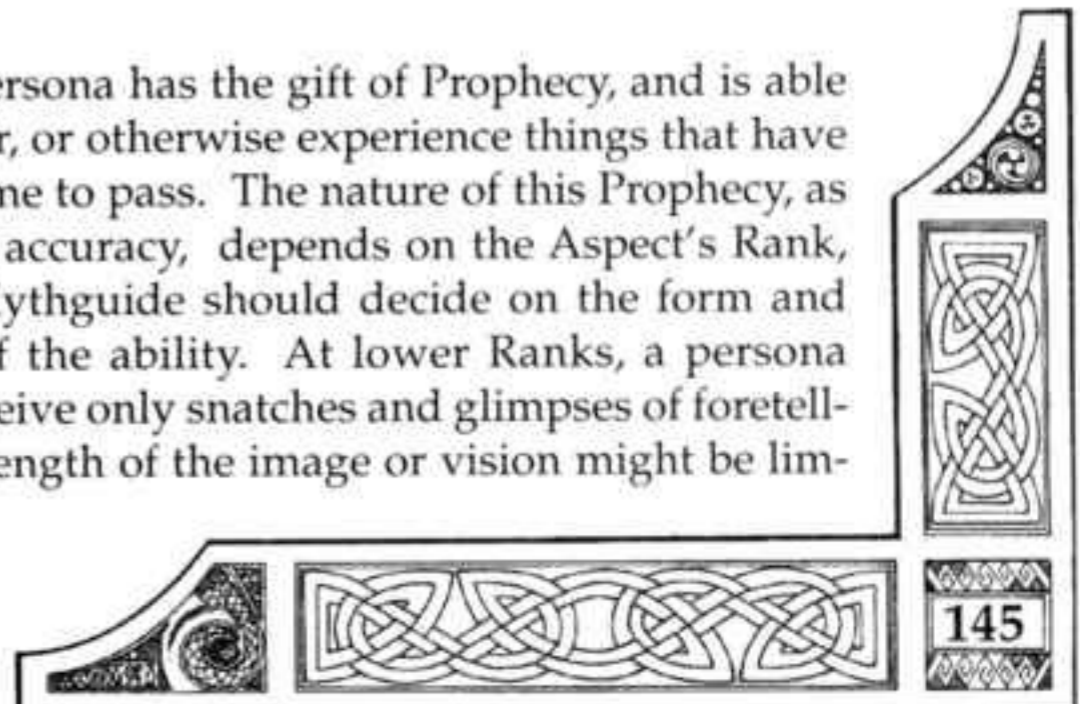 ersona has the gift of Prophecy, and is able
r, or otherwise experience things that have
me to pass. The nature of this Prophecy, as
accuracy, depends on the Aspect's Rank,
ythguide should decide on the form and
f the ability. At lower Ranks, a persona
ceive only snatches and glimpses of foretell-
ength of the image or vision might be lim-
145